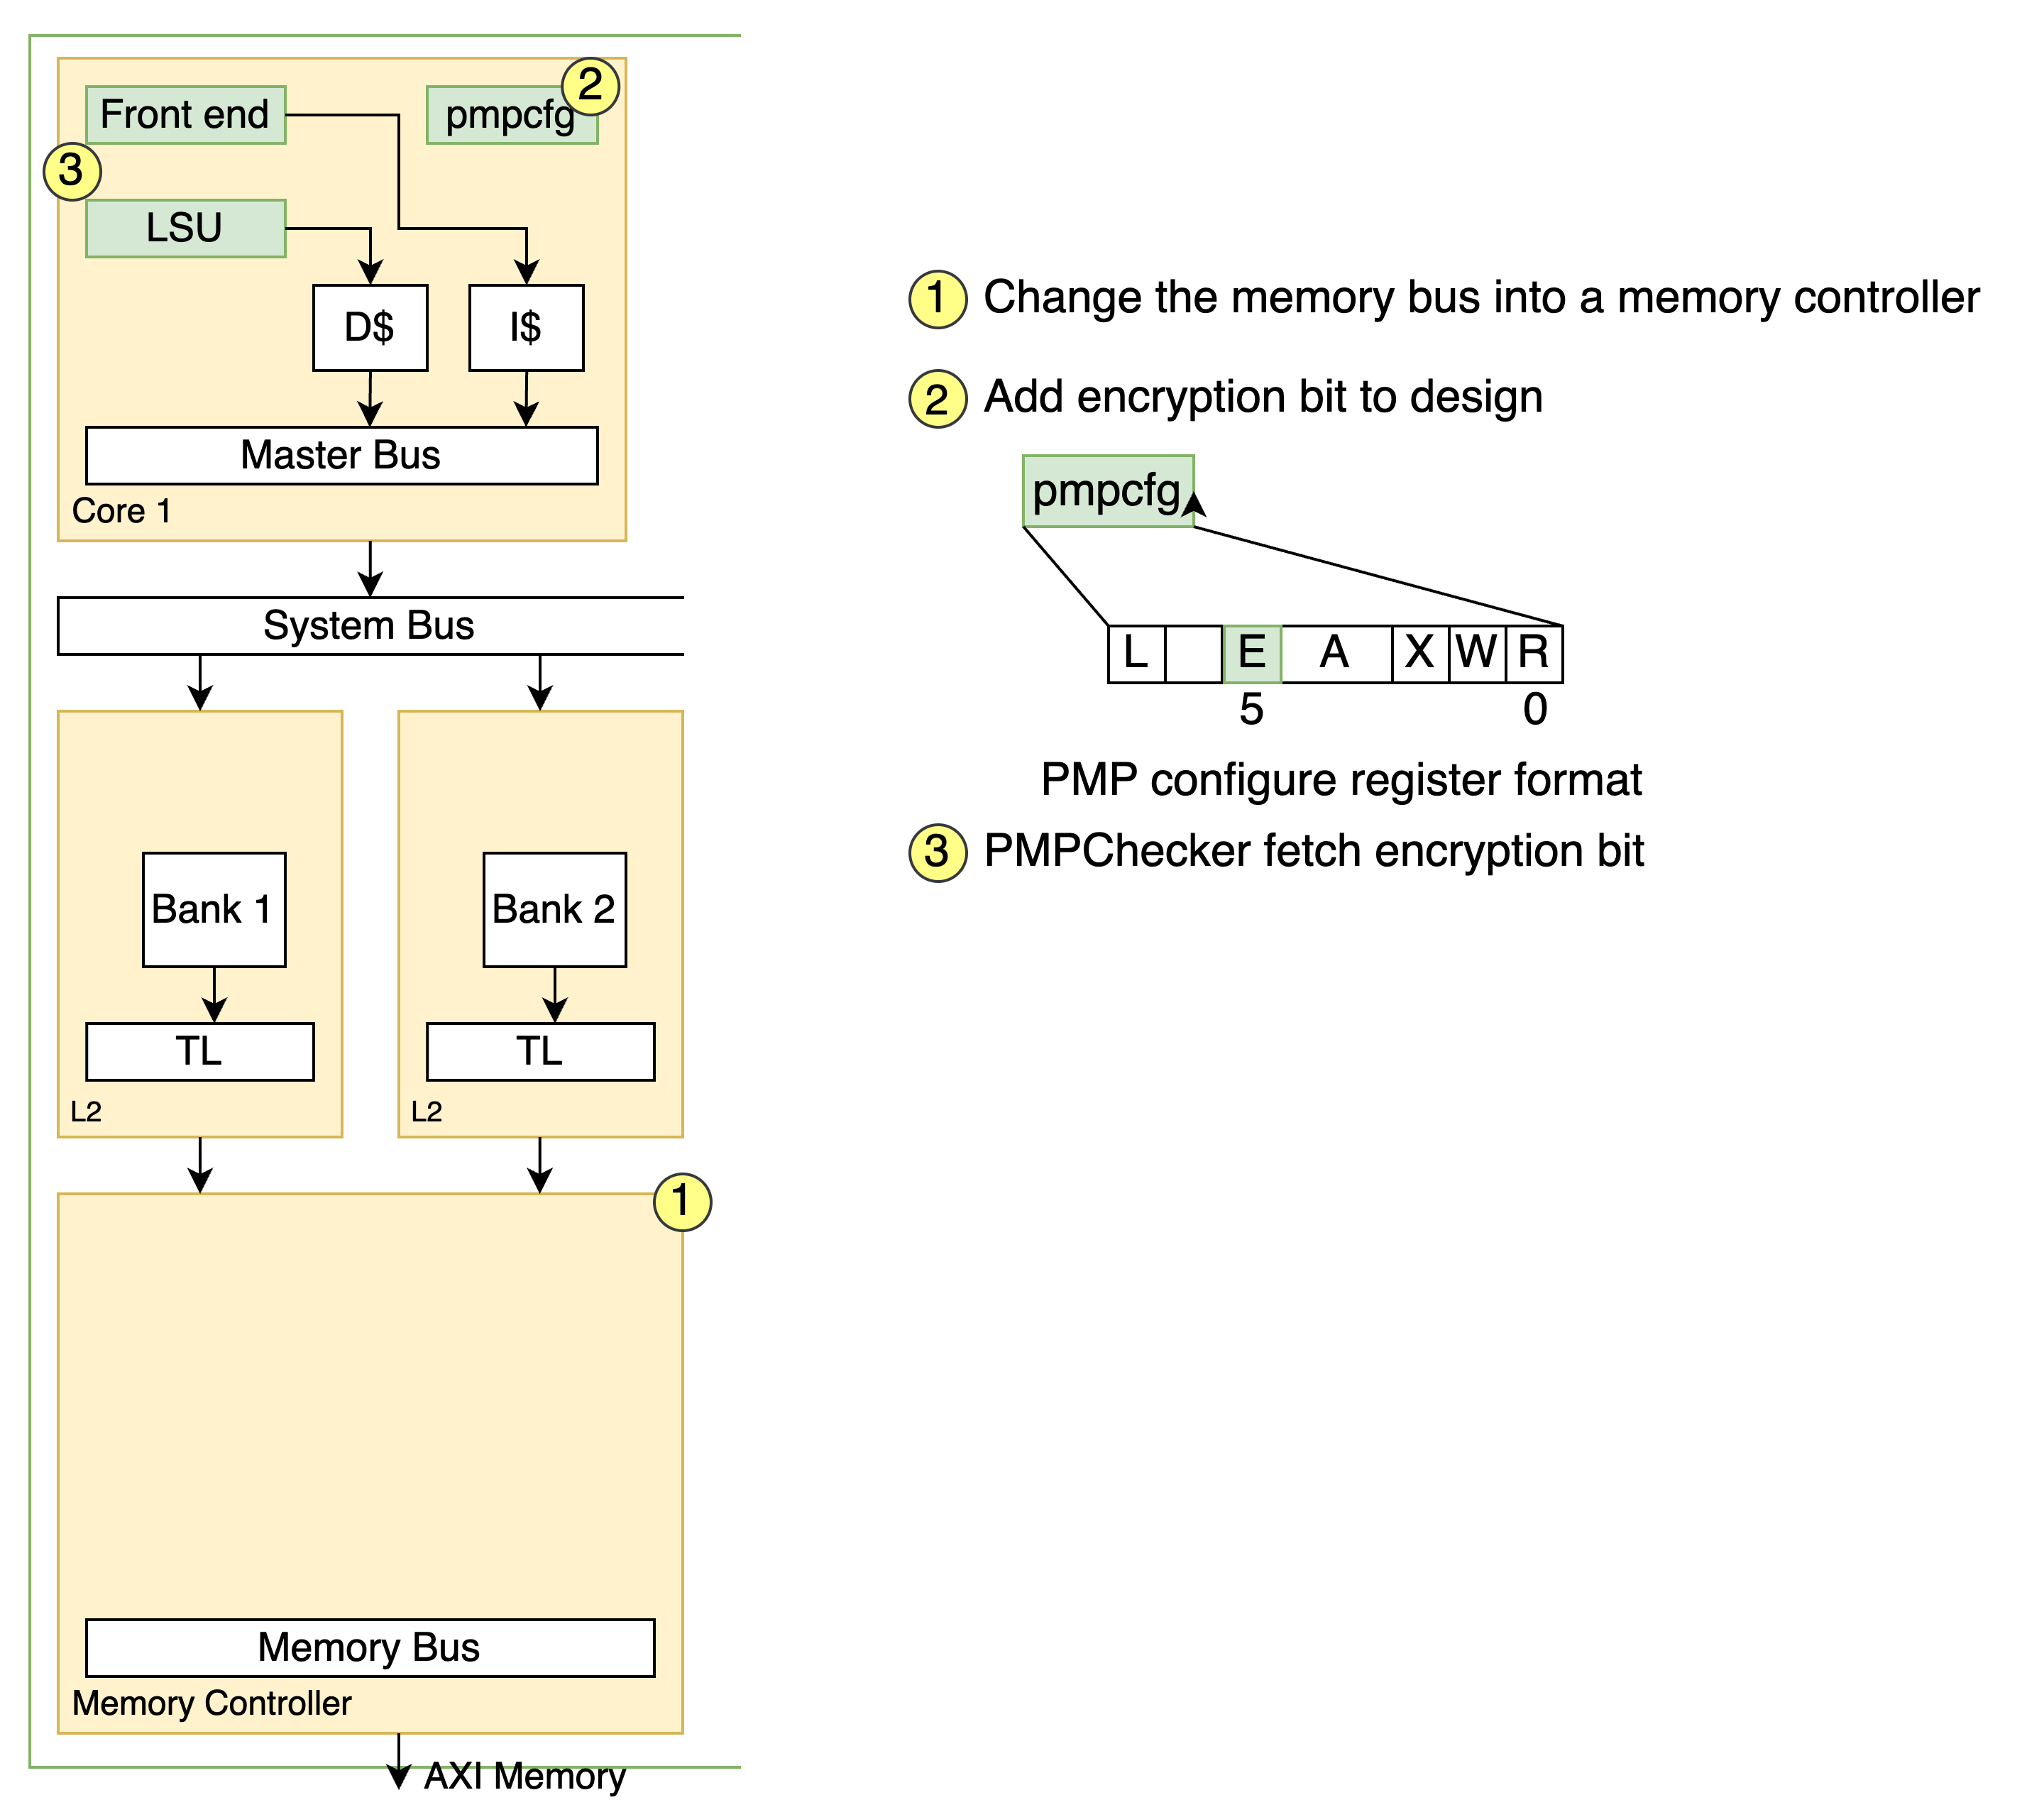 Front end
pmpcfg
2
3
LSU
D$
I$
Master Bus
Core 1
System Bus
Bank 1
Bank 2
TL
TL
L2
L2
1
Memory Bus
Memory Controller
AXI Memory
1 Change the memory bus into a memory controller
2 Add encryption bit to design
pmpcfg
L E A X W R
5 0
PMP configure register format
3 PMPChecker fetch encryption bit